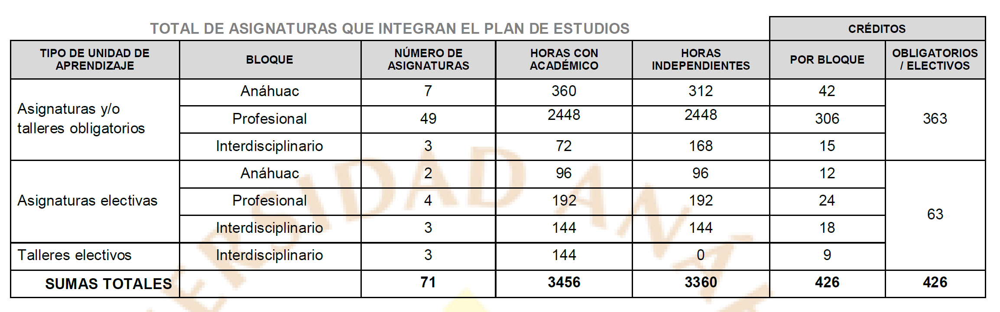 TOTAL DE ASIGNATURAS QUE INTEGRAN EL PLAN DE ESTUDIOS CRÉDITOS
TIPO DE UNIDAD DE APRENDIZAJE BLOQUE NÚMERO DE ASIGNATURAS HORAS CON ACADÉMICO HORAS INDEPENDIENTES POR BLOQUE OBLIGATORIOS / ELECTIVOS
Asignaturas y/o talleres obligatorios Anáhuac 7 360 312 42 363
Profesional 49 2448 2448 306
Interdisciplinario 3 72 168 15
Asignaturas electivas Anáhuac 2 96 96 12 63
Profesional 4 192 192 24
Interdisciplinario 3 144 144 18
Talleres electivos Interdisciplinario 3 144 0 9
SUMAS TOTALES 71 3456 3360 426 426
ERSIDAD ANÁ